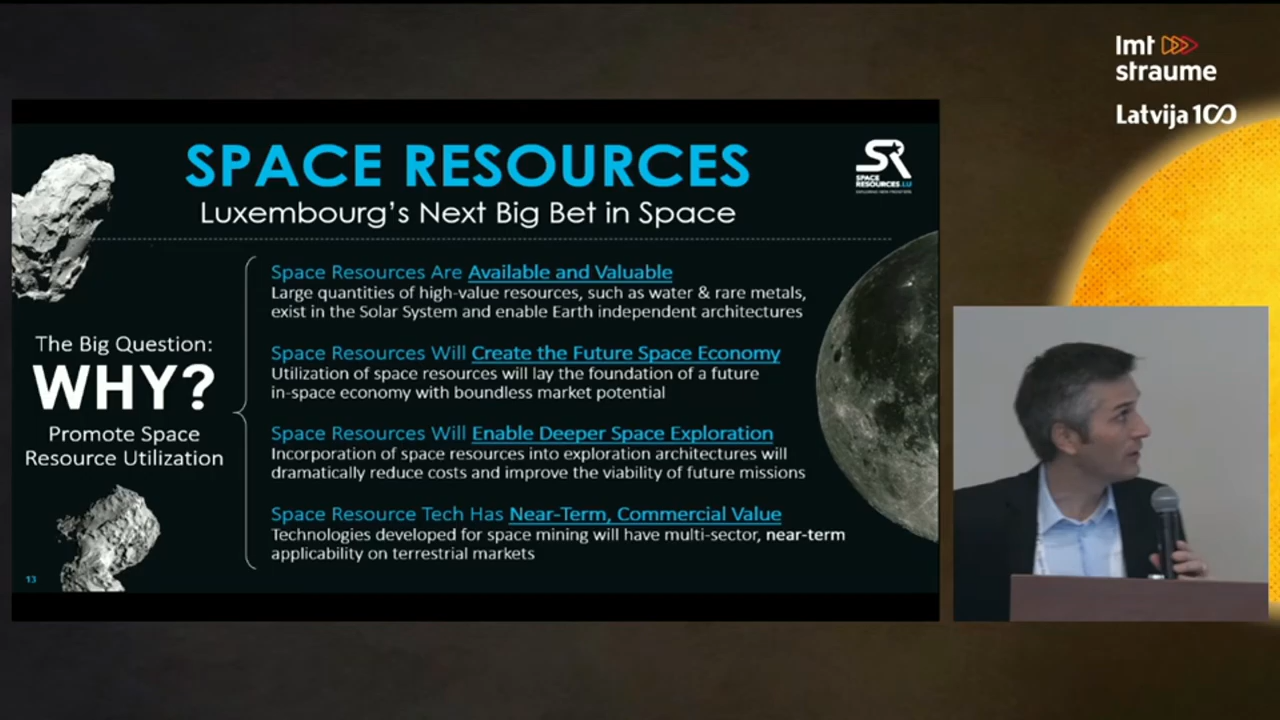 lmt
straume
Latvija 100
SPACE RESOURCES
Luxembourg's Next Big Bet in Space
SPACE
RESOURCES.LU
The Big Question:
WHY?
Promote Space
Resource Utilization
Space Resources Are Available and Valuable
Large quantities of high-value resources, such as water & rare metals,
exist in the Solar System and enable Earth independent architectures
Space Resources Will Create the Future Space Economy
Utilization of space resources will lay the foundation of a future
in-space economy with boundless market potential
Space Resources Will Enable Deeper Space Exploration
Incorporation of space resources into exploration architectures will
dramatically reduce costs and improve the viability of future missions
Space Resource Tech Has Near-Term, Commercial Value
Technologies developed for space mining will have multi-sector, near-term
applicability on terrestrial markets
13